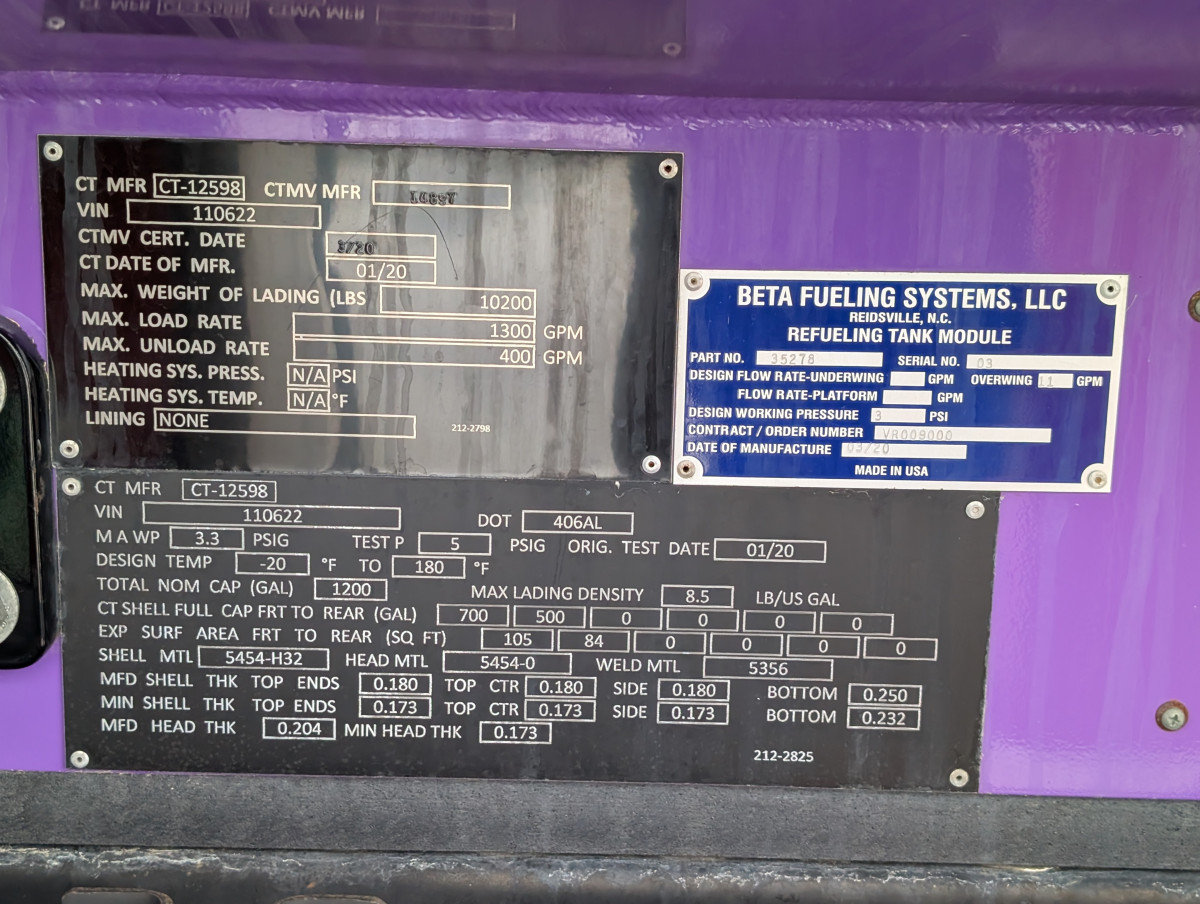 CT MFR CT-12598 CTMV MFR
VIN 110622
CTMV CERT. DATE 3/20
CT DATE OF MFR. 01/20
MAX. WEIGHT OF LADING (LBS 10200
MAX. LOAD RATE 1300 GPM
MAX. UNLOAD RATE 400 GPM
HEATING SYS. PRESS. N/A PSI
HEATING SYS. TEMP. N/A °F
LINING NONE
212-2798
BETA FUELING SYSTEMS, LLC
REIDSVILLE, N.C.
REFUELING TANK MODULE
PART NO. 35278 SERIAL NO. 03
DESIGN FLOW RATE-UNDERWING GPM OVERWING 11 GPM
FLOW RATE-PLATFORM GPM
DESIGN WORKING PRESSURE 3 PSI
CONTRACT / ORDER NUMBER VR009000
DATE OF MANUFACTURE 03/20
MADE IN USA
CT MFR CT-12598
VIN 110622 DOT 406AL
M A WP 3.3 PSIG TEST P 5 PSIG ORIG. TEST DATE 01/20
DESIGN TEMP -20 °F TO 180 °F
TOTAL NOM CAP (GAL) 1200 MAX LADING DENSITY 8.5 LB/US GAL
CT SHELL FULL CAP FRT TO REAR (GAL) 700 500 0 0 0 0
EXP SURF AREA FRT TO REAR (SQ FT) 105 84 0 0 0 0
SHELL MTL 5454-H32 HEAD MTL 5454-0 WELD MTL 5356
MFD SHELL THK TOP ENDS 0.180 TOP CTR 0.180 SIDE 0.180 BOTTOM 0.250
MIN SHELL THK TOP ENDS 0.173 TOP CTR 0.173 SIDE 0.173 BOTTOM 0.232
MFD HEAD THK 0.204 MIN HEAD THK 0.173
212-2825